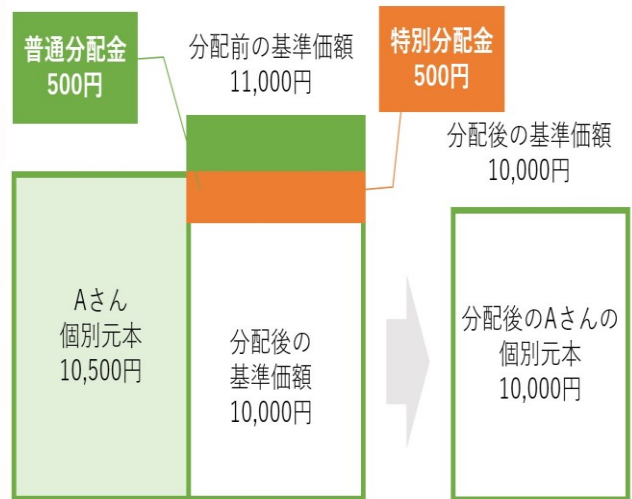 普通分配金
500円
分配前の基準価額
11,000円
特別分配金
500円
分配後の基準価額
10,000円
Aさん
個別元本
10,500円
分配後の
基準価額
10,000円
分配後のAさんの
個別元本
10,000円